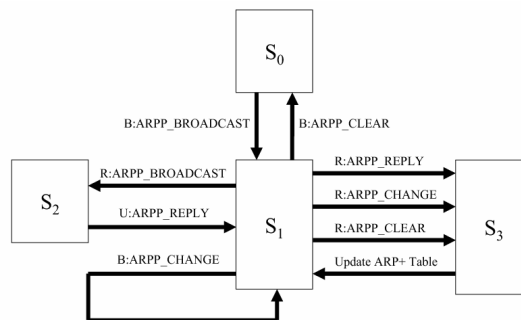 S0
B:ARPP_BROADCAST
B:ARPP_CLEAR
R:ARPP_BROADCAST
R:ARPP_REPLY
R:ARPP_CHANGE
S2
U:ARPP_REPLY
S1
R:ARPP_CLEAR
S3
B:ARPP_CHANGE
Update ARP+ Table